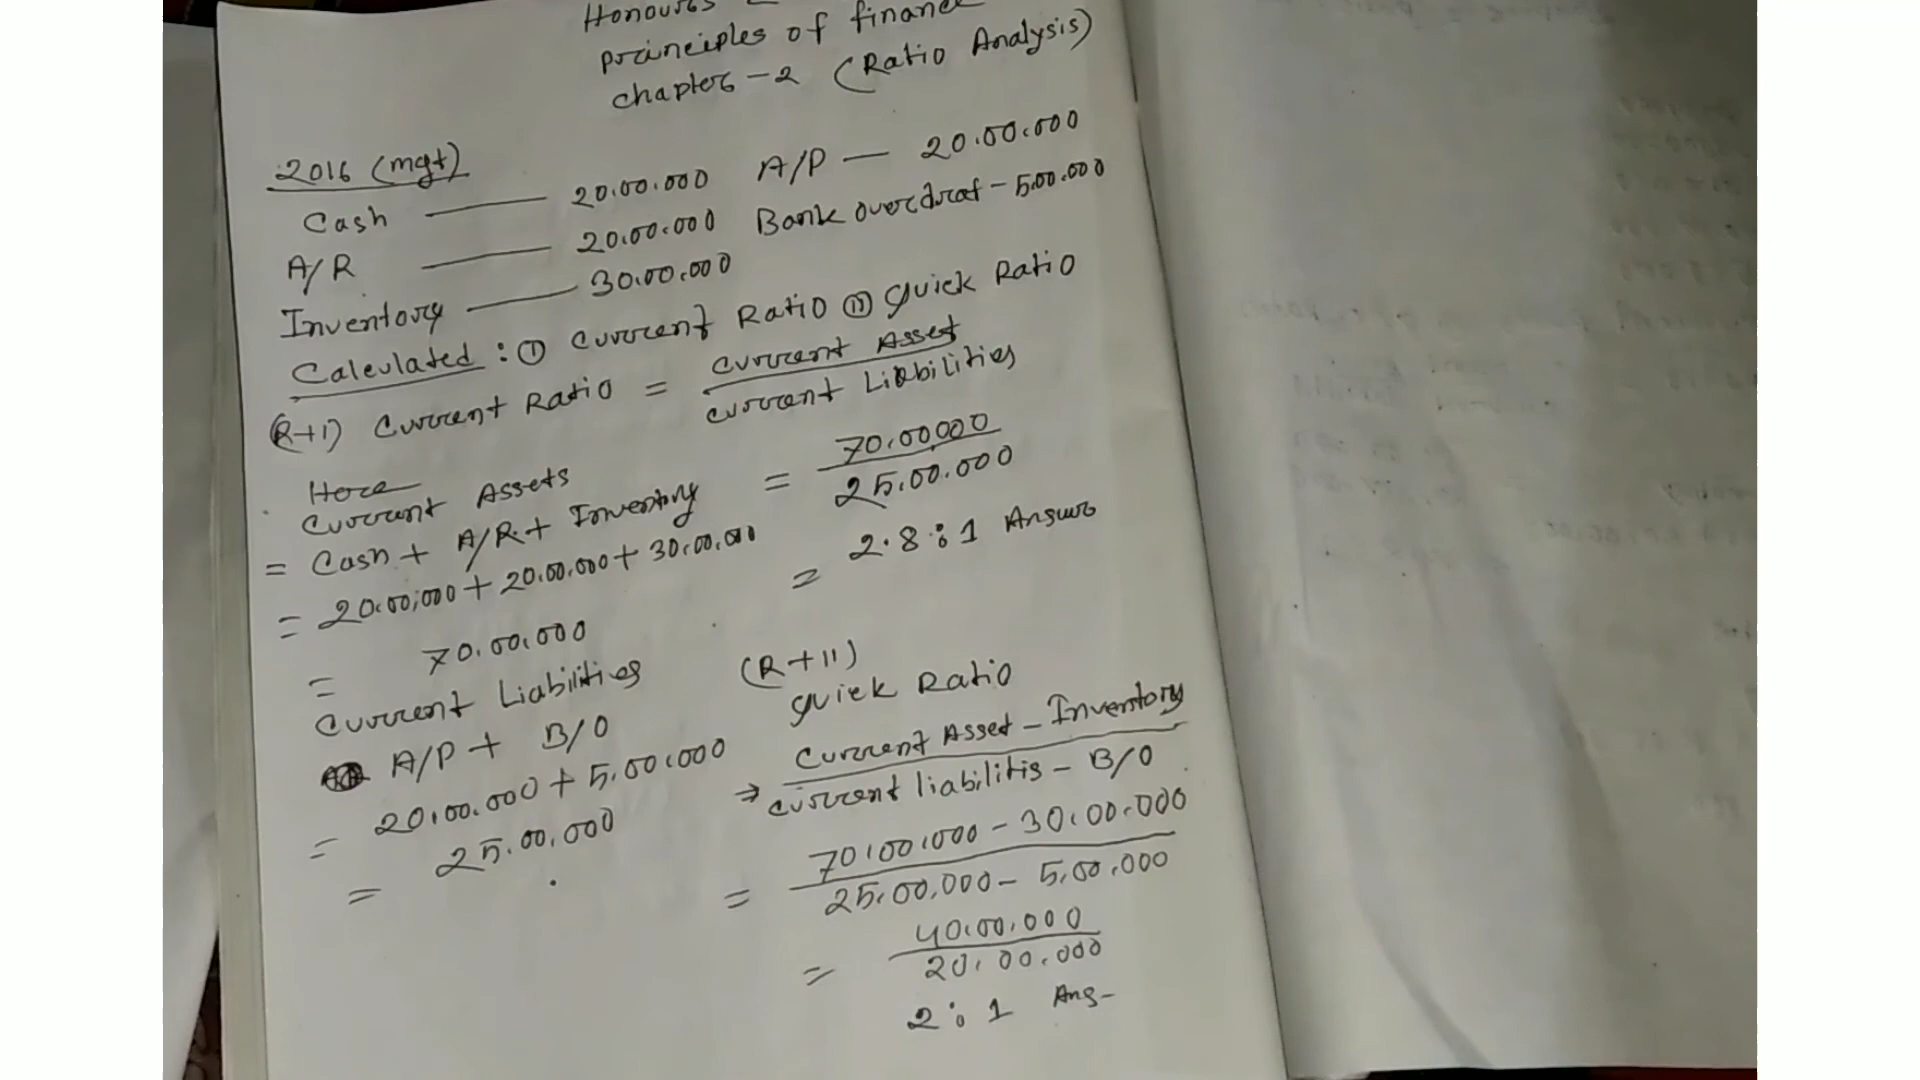 Honours
principles of finance
chapter - 2 (Ratio Analysis)
2016 (mgt)
Cash — 20,00,000 A/P — 20,00,000
A/R — 20,00,000 Bank overdraf - 5,00,000
Inventory — 30,00,000
Calculated : (i) Current Ratio (ii) Quick Ratio
(R+1) Current Ratio = Current Asset / Current Liabilities
Here
Current Assets
= Cash + A/R + Inventory
= 20,00,000 + 20,00,000 + 30,00,000
= 70,00,000
Current Liabilities
A/P + B/O
= 20,00,000 + 5,00,000
= 25,00,000
= 70,00000 / 25,00,000
= 2.8 : 1 Answer
(R+11)
Quick Ratio
⇒ Current Asset - Inventory / Current liabilitis - B/O
= 70,00,000 - 30,00,000 / 25,00,000 - 5,00,000
= 40,00,000 / 20,00,000
2 : 1 Ans-